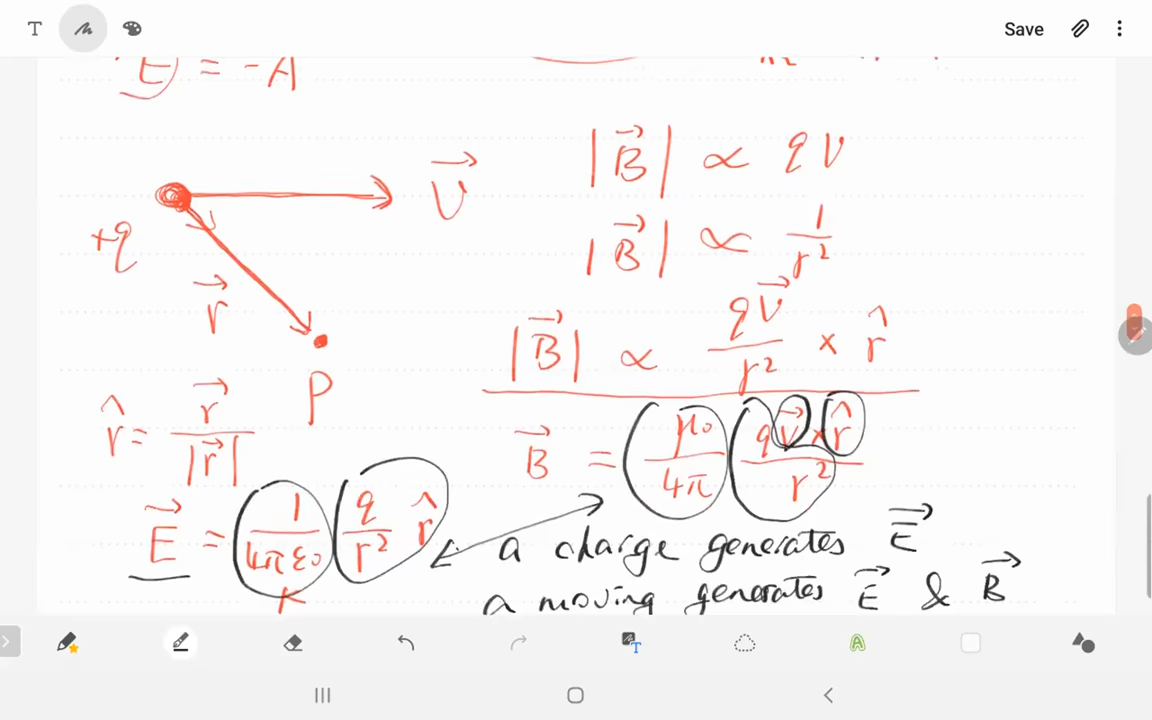 T Save
E⃗ = -A
|B⃗| ∝ qv
v⃗
|B⃗| ∝ 1/r²
+q
r⃗
|B⃗| ∝ qv⃗/r² × r̂
P
r̂ = r⃗/|r⃗|
B⃗ = μ₀/4π qv⃗ × r̂/r²
E⃗ = 1/4πε₀ q/r² r̂
K
a charge generates E⃗
a moving generates E⃗ & B⃗